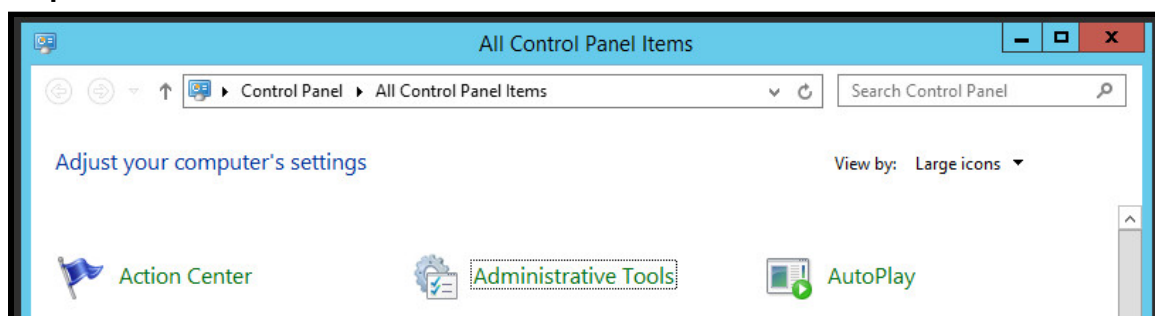 All Control Panel Items
Control Panel All Control Panel Items Search Control Panel
Adjust your computer's settings View by: Large icons
Action Center Administrative Tools AutoPlay